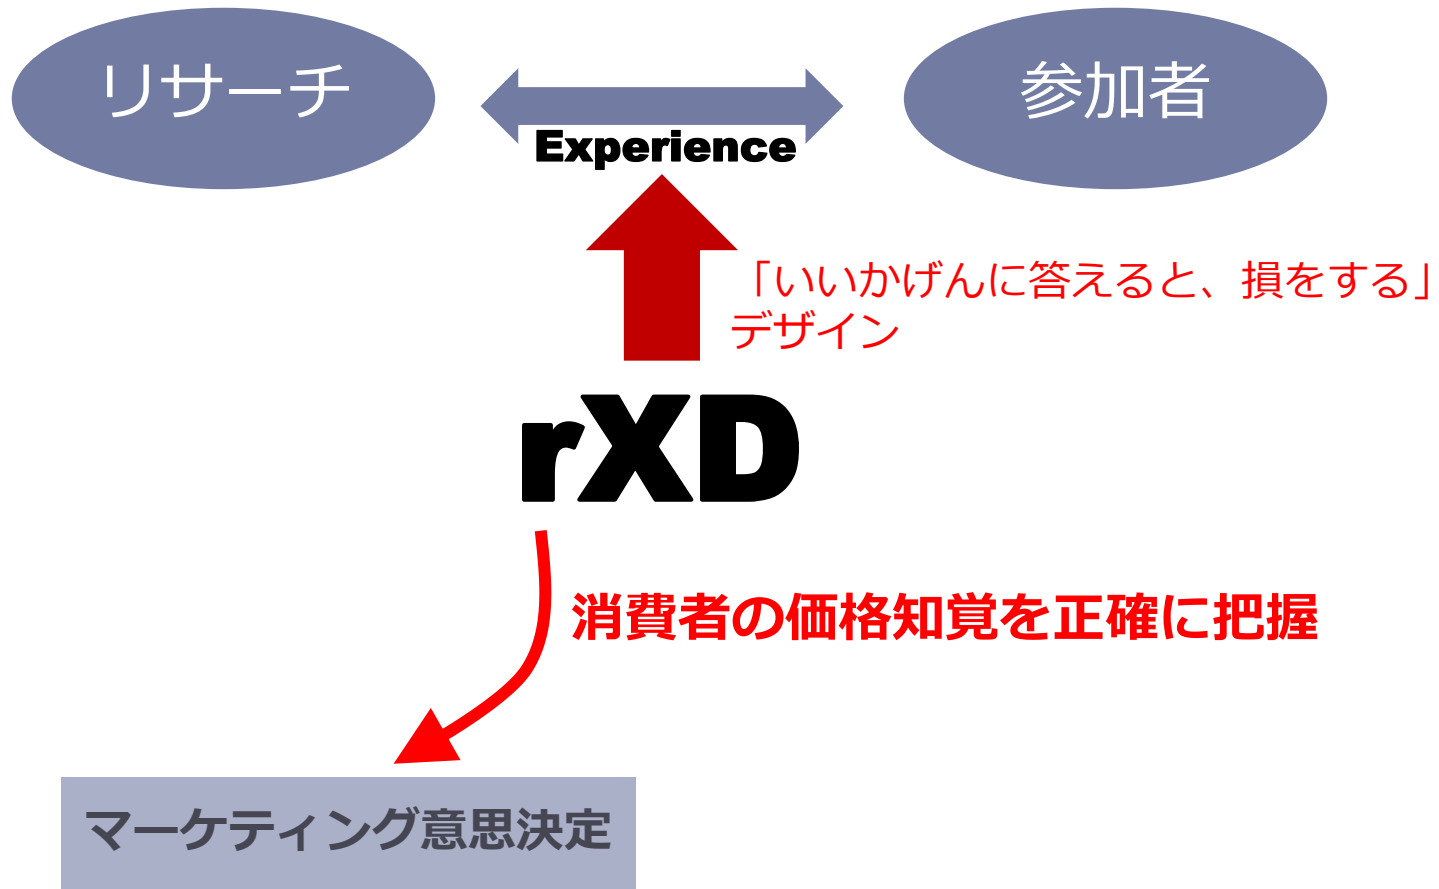 リサーチ
参加者
Experience
「いいかげんに答えると、損をする」
デザイン
rXD
消費者の価格知覚を正確に把握
マーケティング意思決定